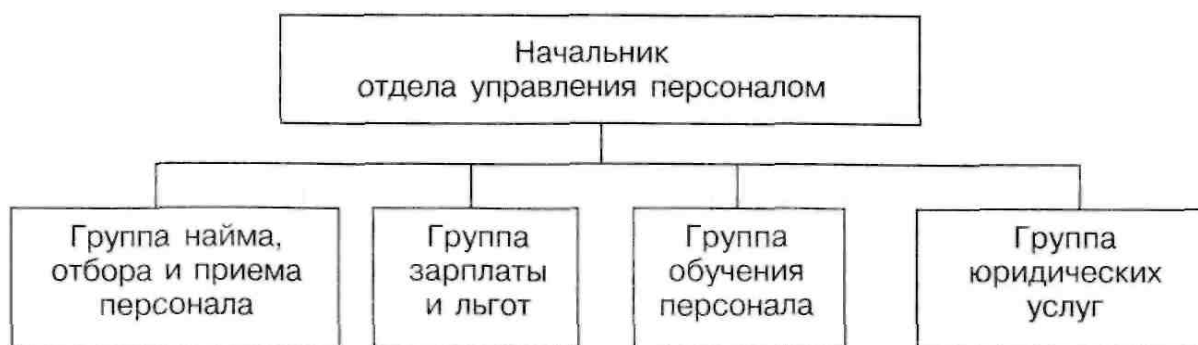 Начальник
отдела управления персоналом
Группа найма,
отбора и приема
персонала
Группа
зарплаты
и льгот
Группа
обучения
персонала
Группа
юридических
услуг